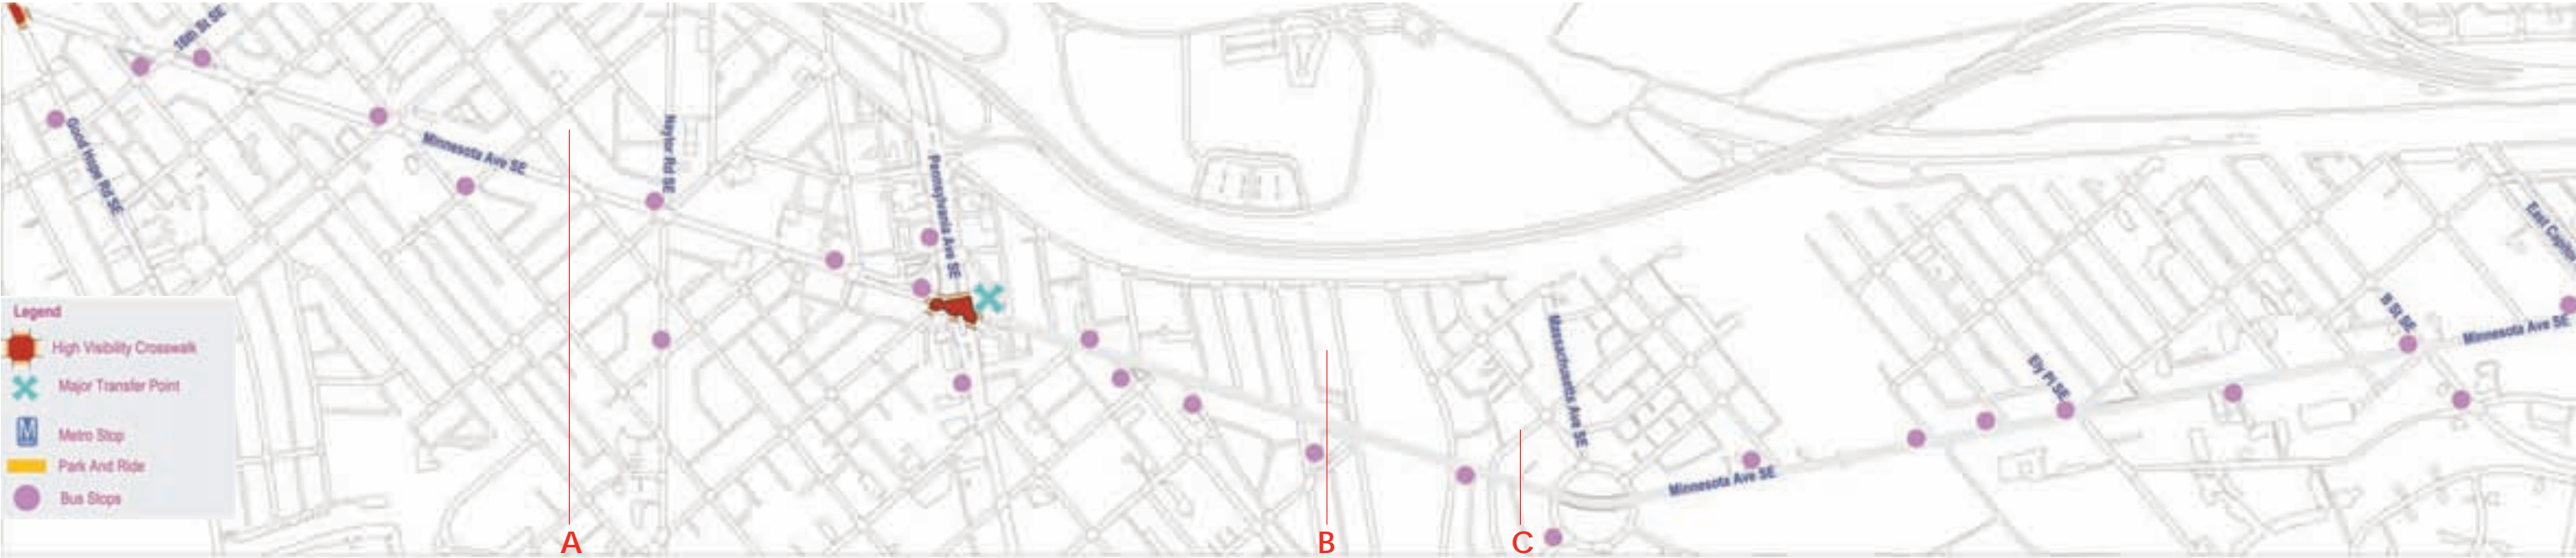 18th St SE
Good Hope Rd SE
Minnesota Ave SE
Naylor Rd SE
Pennsylvania Ave SE
Massachusetts Ave SE
Minnesota Ave SE
Ely Pl SE
B St SE
Minnesota Ave SE
East Capito
Legend
High Visibility Crosswalk
Major Transfer Point
M
Metro Stop
Park And Ride
Bus Stops
A
B
C